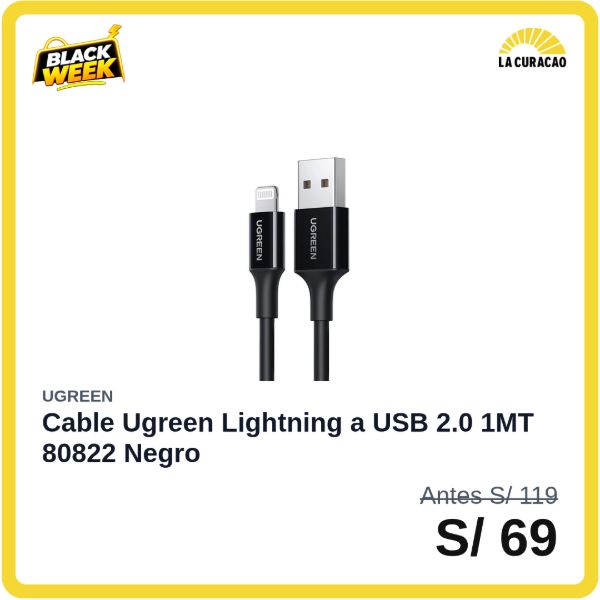 BLACK
WEEK
LA CURACAO
UGREEN
UGREEN
UGREEN
Cable Ugreen Lightning a USB 2.0 1MT
80822 Negro
Antes S/ 119
S/ 69